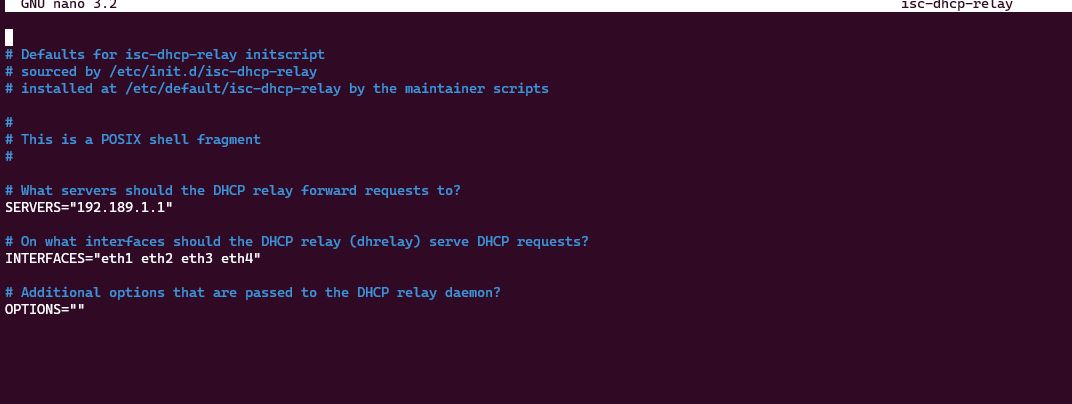 GNU nano 3.2 isc-dhcp-relay
# Defaults for isc-dhcp-relay initscript
# sourced by /etc/init.d/isc-dhcp-relay
# installed at /etc/default/isc-dhcp-relay by the maintainer scripts
#
# This is a POSIX shell fragment
#
# What servers should the DHCP relay forward requests to?
SERVERS="192.189.1.1"
# On what interfaces should the DHCP relay (dhrelay) serve DHCP requests?
INTERFACES="eth1 eth2 eth3 eth4"
# Additional options that are passed to the DHCP relay daemon?
OPTIONS=""